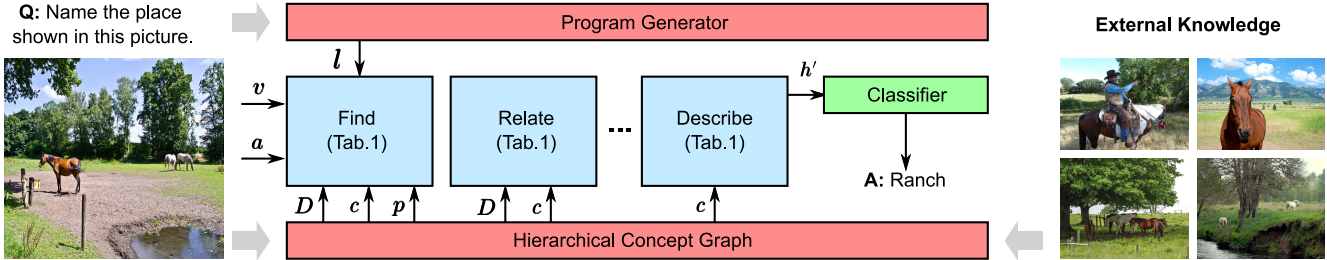 Q: Name the place
shown in this picture.
Program Generator
External Knowledge
l
h′
v
a
Find
(Tab.1)
Relate
(Tab.1)
...
Describe
(Tab.1)
Classifier
A: Ranch
D c p
D c
c
Hierarchical Concept Graph